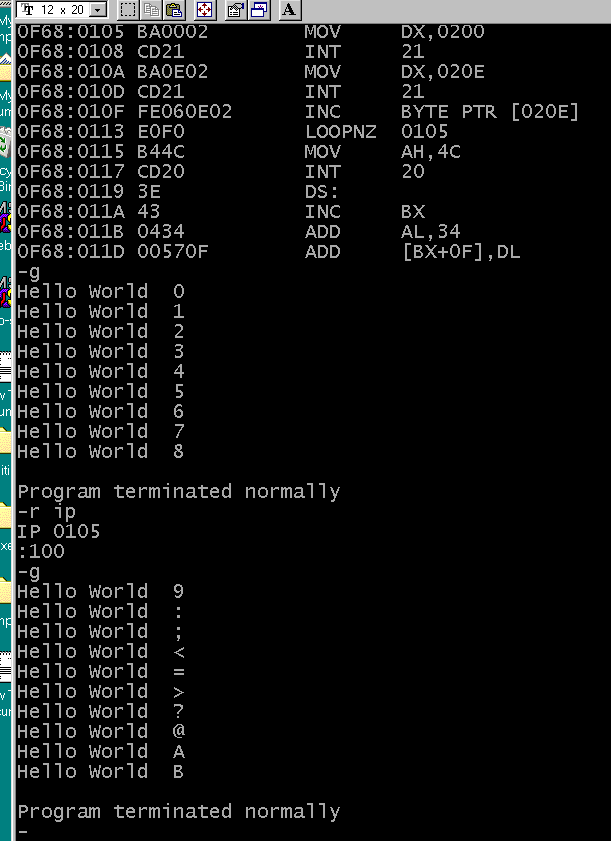 12 x 20 A
0F68:0105 BA0002 MOV DX,0200
0F68:0108 CD21 INT 21
0F68:010A BA0E02 MOV DX,020E
0F68:010D CD21 INT 21
0F68:010F FE060E02 INC BYTE PTR [020E]
0F68:0113 E0F0 LOOPNZ 0105
0F68:0115 B44C MOV AH,4C
0F68:0117 CD20 INT 20
0F68:0119 3E DS:
0F68:011A 43 INC BX
0F68:011B 0434 ADD AL,34
0F68:011D 00570F ADD [BX+0F],DL
-g
Hello World 0
Hello World 1
Hello World 2
Hello World 3
Hello World 4
Hello World 5
Hello World 6
Hello World 7
Hello World 8
Program terminated normally
-r ip
IP 0105
:100
-g
Hello World 9
Hello World :
Hello World ;
Hello World <
Hello World =
Hello World >
Hello World ?
Hello World @
Hello World A
Hello World B
Program terminated normally
-